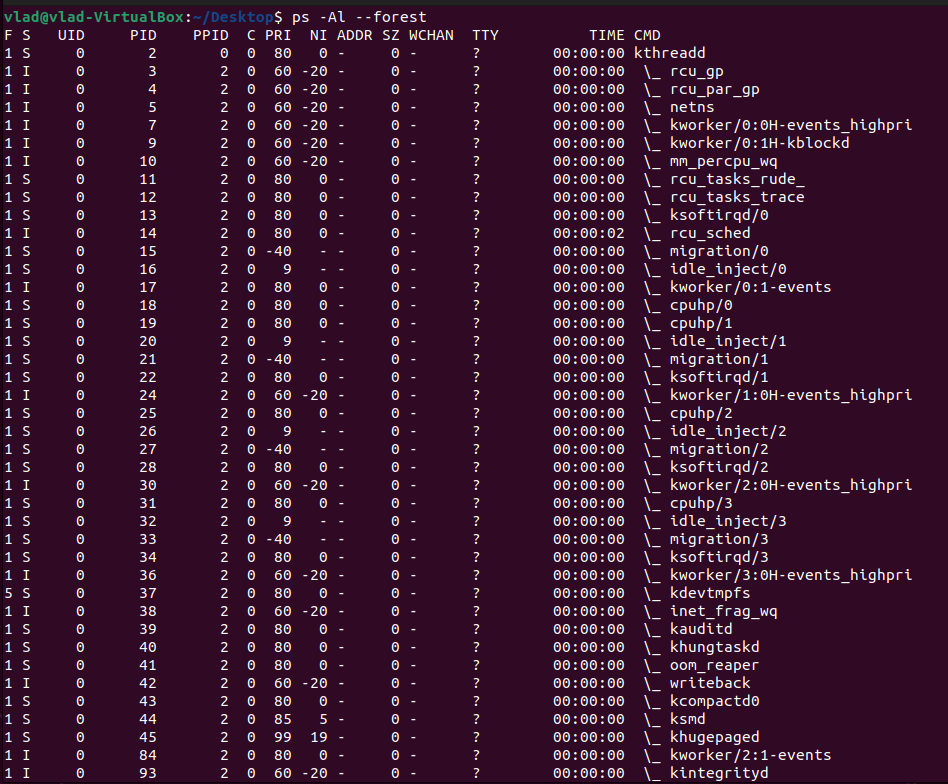 vlad@vlad-VirtualBox:~/Desktop$ ps -Al --forest
F S   UID     PID    PPID  C PRI  NI ADDR SZ WCHAN  TTY          TIME CMD
1 S     0       2       0  0  80   0 -     0 -      ?        00:00:00 kthreadd
1 I     0       3       2  0  60 -20 -     0 -      ?        00:00:00  \_ rcu_gp
1 I     0       4       2  0  60 -20 -     0 -      ?        00:00:00  \_ rcu_par_gp
1 I     0       5       2  0  60 -20 -     0 -      ?        00:00:00  \_ netns
1 I     0       7       2  0  60 -20 -     0 -      ?        00:00:00  \_ kworker/0:0H-events_highpri
1 I     0       9       2  0  60 -20 -     0 -      ?        00:00:00  \_ kworker/0:1H-kblockd
1 I     0      10       2  0  60 -20 -     0 -      ?        00:00:00  \_ mm_percpu_wq
1 S     0      11       2  0  80   0 -     0 -      ?        00:00:00  \_ rcu_tasks_rude_
1 S     0      12       2  0  80   0 -     0 -      ?        00:00:00  \_ rcu_tasks_trace
1 S     0      13       2  0  80   0 -     0 -      ?        00:00:00  \_ ksoftirqd/0
1 I     0      14       2  0  80   0 -     0 -      ?        00:00:02  \_ rcu_sched
1 S     0      15       2  0 -40   - -     0 -      ?        00:00:00  \_ migration/0
1 S     0      16       2  0   9   - -     0 -      ?        00:00:00  \_ idle_inject/0
1 I     0      17       2  0  80   0 -     0 -      ?        00:00:00  \_ kworker/0:1-events
1 S     0      18       2  0  80   0 -     0 -      ?        00:00:00  \_ cpuhp/0
1 S     0      19       2  0  80   0 -     0 -      ?        00:00:00  \_ cpuhp/1
1 S     0      20       2  0   9   - -     0 -      ?        00:00:00  \_ idle_inject/1
1 S     0      21       2  0 -40   - -     0 -      ?        00:00:00  \_ migration/1
1 S     0      22       2  0  80   0 -     0 -      ?        00:00:00  \_ ksoftirqd/1
1 I     0      24       2  0  60 -20 -     0 -      ?        00:00:00  \_ kworker/1:0H-events_highpri
1 S     0      25       2  0  80   0 -     0 -      ?        00:00:00  \_ cpuhp/2
1 S     0      26       2  0   9   - -     0 -      ?        00:00:00  \_ idle_inject/2
1 S     0      27       2  0 -40   - -     0 -      ?        00:00:00  \_ migration/2
1 S     0      28       2  0  80   0 -     0 -      ?        00:00:00  \_ ksoftirqd/2
1 I     0      30       2  0  60 -20 -     0 -      ?        00:00:00  \_ kworker/2:0H-events_highpri
1 S     0      31       2  0  80   0 -     0 -      ?        00:00:00  \_ cpuhp/3
1 S     0      32       2  0   9   - -     0 -      ?        00:00:00  \_ idle_inject/3
1 S     0      33       2  0 -40   - -     0 -      ?        00:00:00  \_ migration/3
1 S     0      34       2  0  80   0 -     0 -      ?        00:00:00  \_ ksoftirqd/3
1 I     0      36       2  0  60 -20 -     0 -      ?        00:00:00  \_ kworker/3:0H-events_highpri
5 S     0      37       2  0  80   0 -     0 -      ?        00:00:00  \_ kdevtmpfs
1 I     0      38       2  0  60 -20 -     0 -      ?        00:00:00  \_ inet_frag_wq
1 S     0      39       2  0  80   0 -     0 -      ?        00:00:00  \_ kauditd
1 S     0      40       2  0  80   0 -     0 -      ?        00:00:00  \_ khungtaskd
1 S     0      41       2  0  80   0 -     0 -      ?        00:00:00  \_ oom_reaper
1 I     0      42       2  0  60 -20 -     0 -      ?        00:00:00  \_ writeback
1 S     0      43       2  0  80   0 -     0 -      ?        00:00:00  \_ kcompactd0
1 S     0      44       2  0  85   5 -     0 -      ?        00:00:00  \_ ksmd
1 S     0      45       2  0  99  19 -     0 -      ?        00:00:00  \_ khugepaged
1 I     0      84       2  0  80   0 -     0 -      ?        00:00:00  \_ kworker/2:1-events
1 I     0      93       2  0  60 -20 -     0 -      ?        00:00:00  \_ kintegrityd